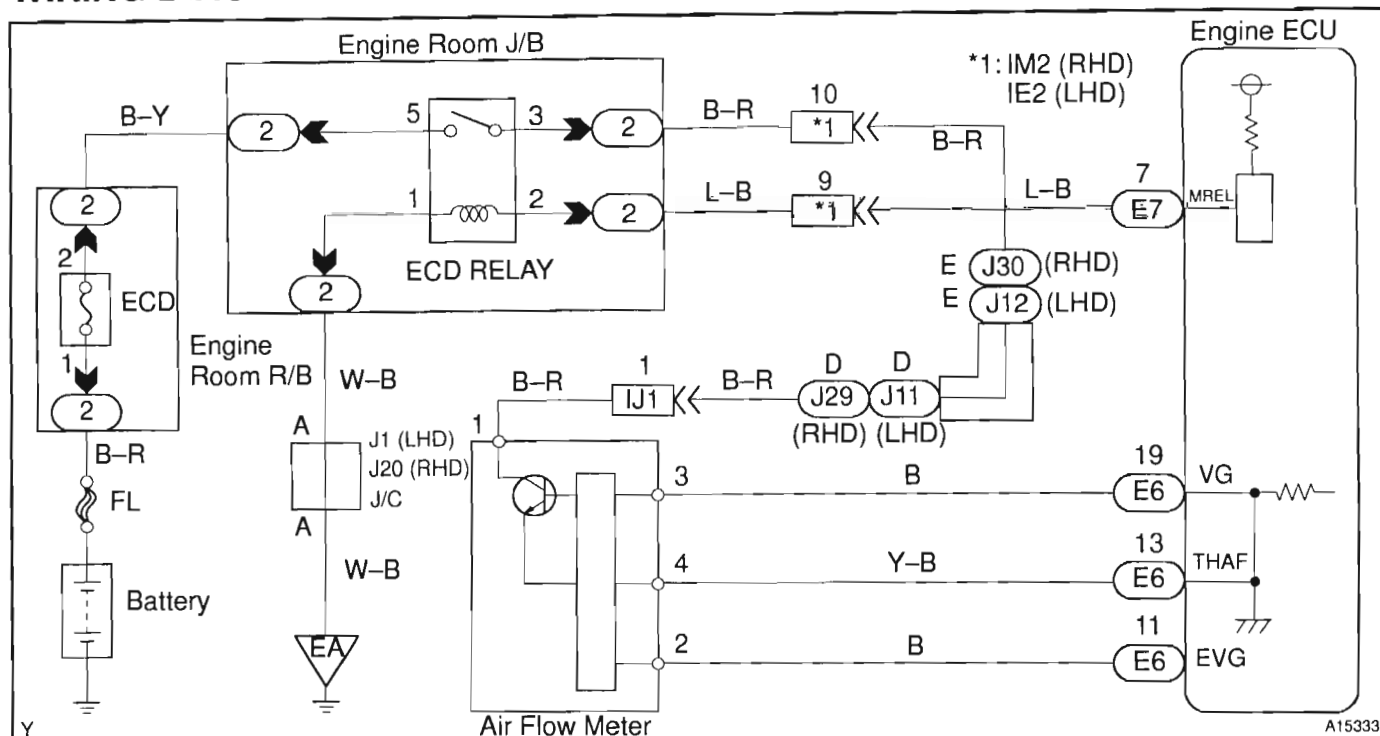 Engine Room J/B
Engine ECU
*1: IM2 (RHD)
IE2 (LHD)
B–Y
2
5
3
2
B–R
10
*1
B–R
7
2
1
2
2
L–B
9
*1
L–B
E7
MREL
2
ECD
ECD RELAY
2
E
J30
(RHD)
E
J12
(LHD)
1
2
Engine
Room R/B
W–B
B–R
1
IJ1
B–R
D
D
J29
J11
(RHD)
(LHD)
B–R
FL
A
J1 (LHD)
J20 (RHD)
J/C
A
1
3
B
19
E6
VG
W–B
4
Y–B
13
E6
THAF
Battery
EA
2
B
11
E6
EVG
Air Flow Meter
Y
A15333